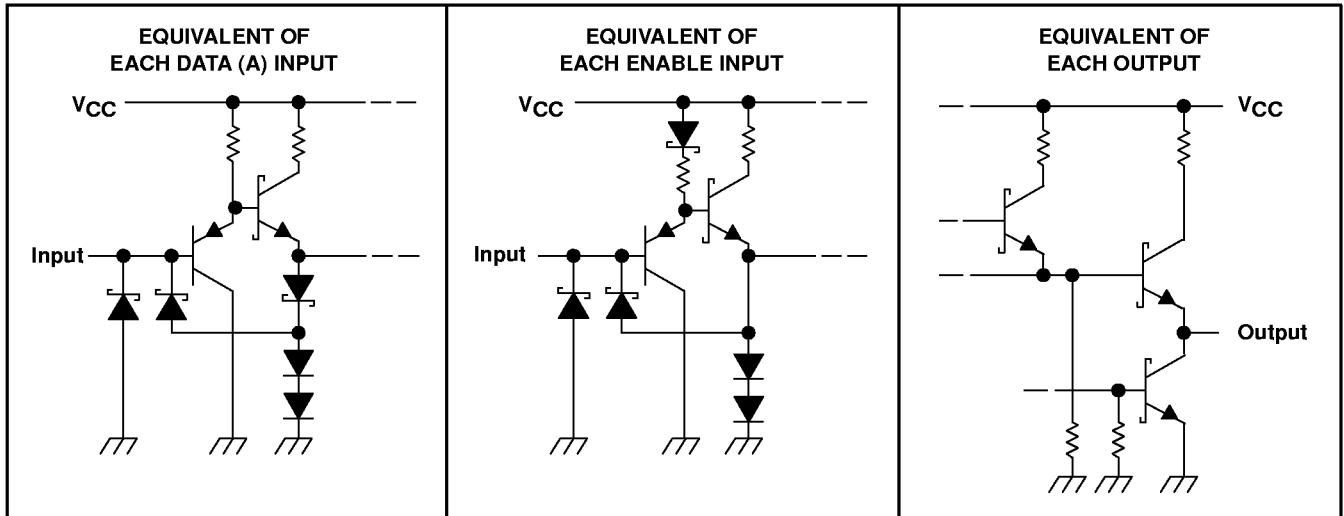 EQUIVALENT OF
EACH DATA (A) INPUT
VCC
Input
EQUIVALENT OF
EACH ENABLE INPUT
VCC
Input
EQUIVALENT OF
EACH OUTPUT
VCC
Output